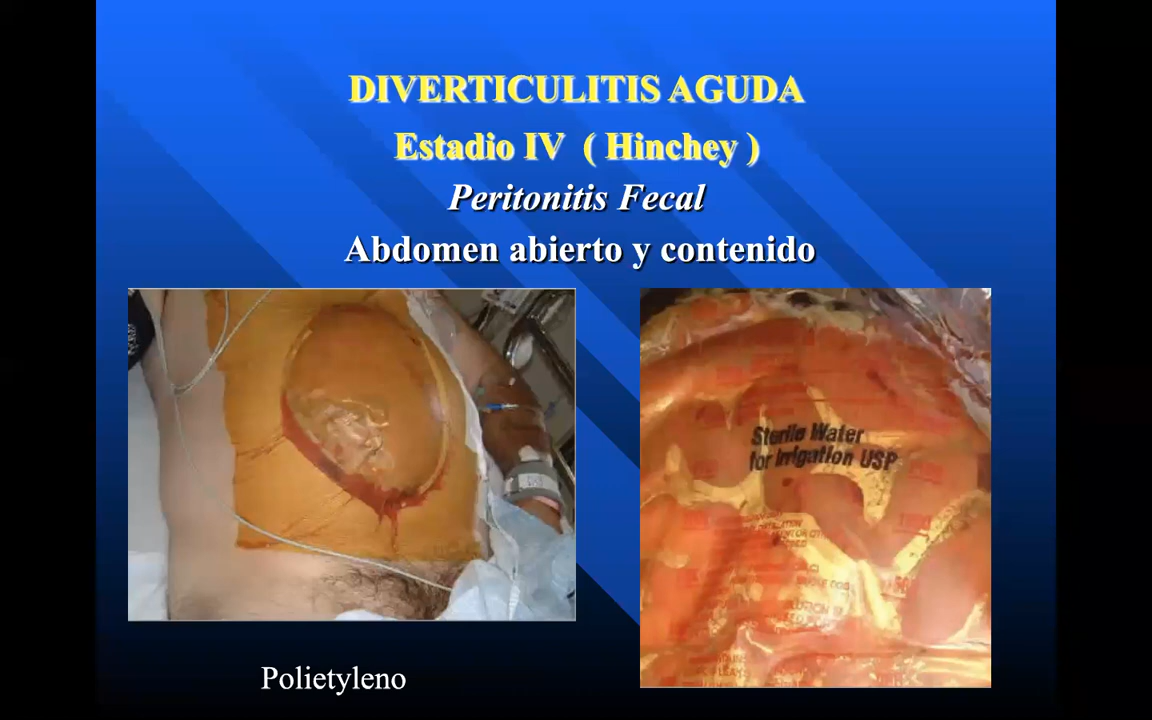 DIVERTICULITIS AGUDA
Estadio IV ( Hinchey )
Peritonitis Fecal
Abdomen abierto y contenido
Sterile Water
for Irrigation USP
Polietyleno